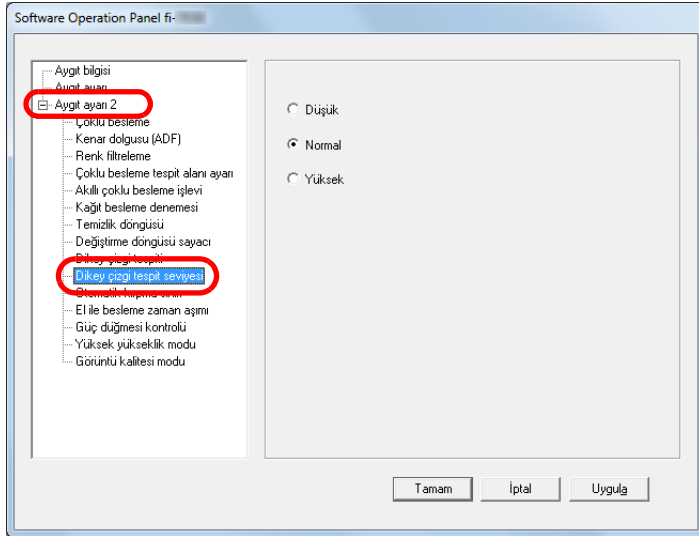 Software Operation Panel fi-
Aygıt bilgisi
Aygıt ayarı
Aygıt ayarı 2
Çoklu besleme
Kenar dolgusu (ADF)
Renk filtreleme
Çoklu besleme tespit alanı ayarı
Akıllı çoklu besleme işlevi
Kağıt besleme denemesi
Temizlik döngüsü
Değiştirme döngüsü sayacı
Dikey çizgi tespiti
Dikey çizgi tespit seviyesi
Otomatik kırpma sınırı
El ile besleme zaman aşımı
Güç düğmesi kontrolü
Yüksek yükseklik modu
Görüntü kalitesi modu
Düşük
Normal
Yüksek
Tamam
İptal
Uygula